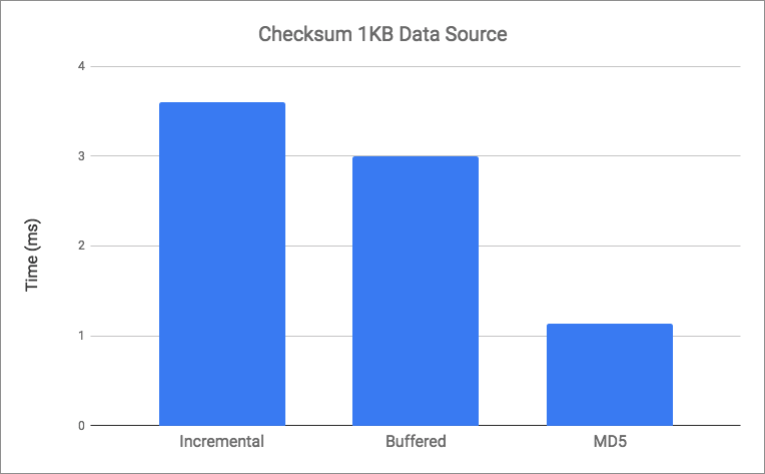 Checksum 1KB Data Source
4
3
2
1
0
Time (ms)
Incremental Buffered MD5